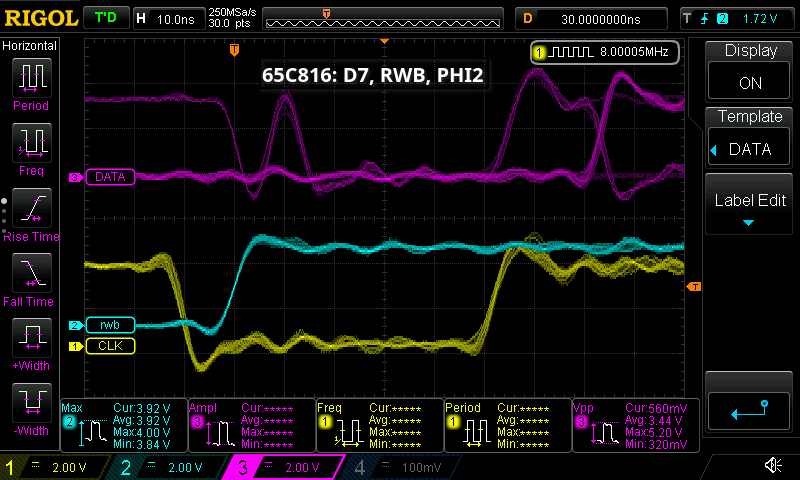 RIGOL T'D H 10.0ns 250MSa/s D 30.0000000ns T 2 1.72 V
30.0 pts T
Horizontal
T
1 8.00005MHz
Display
ON
65C816: D7, RWB, PHI2
Period
Template
DATA
Freq
3 DATA
Label Edit
Rise Time
Fall Time
T
2 rwb
1 CLK
+Width
-Width
Max
2
Cur: 3.92 V
Avg: 3.92 V
Max: 4.00 V
Min: 3.84 V
Ampl
3
Cur: *****
Avg: *****
Max: *****
Min: *****
Freq
1
Cur: *****
Avg: *****
Max: *****
Min: *****
Period
1
Cur: *****
Avg: *****
Max: *****
Min: *****
Vpp
3
Cur: 560mV
Avg: 3.44 V
Max: 5.20 V
Min: 320mV
1 2.00 V 2 2.00 V 3 2.00 V 4 100mV